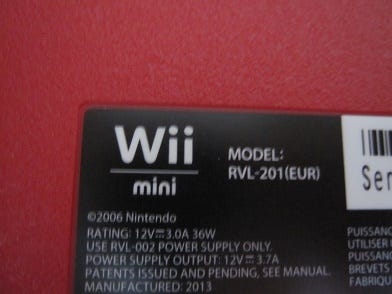 Wii
mini
MODEL:
RVL-201(EUR)
Ser
©2006 Nintendo
RATING: 12V⎓3.0A 36W
USE RVL-002 POWER SUPPLY ONLY.
POWER SUPPLY OUTPUT: 12V⎓3.7A
PATENTS ISSUED AND PENDING, SEE MANUAL.
MANUFACTURED: 2013
PUISSANC
UTILISER
PUISSANC
BREVETS
FABRIQU